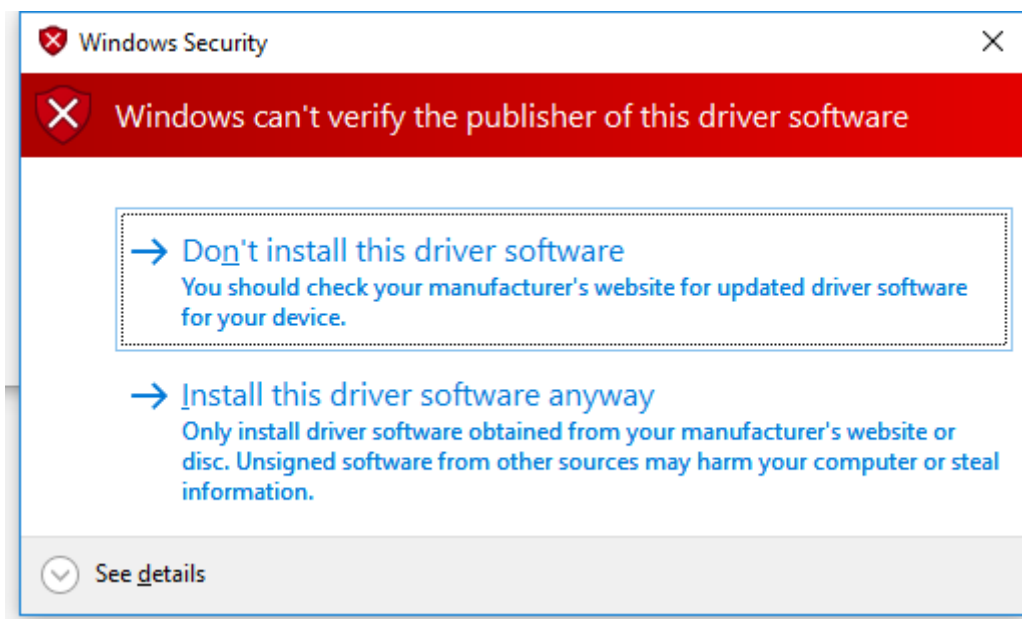 Windows Security
Windows can't verify the publisher of this driver software
Don't install this driver software
You should check your manufacturer's website for updated driver software
for your device.
Install this driver software anyway
Only install driver software obtained from your manufacturer's website or
disc. Unsigned software from other sources may harm your computer or steal
information.
See details